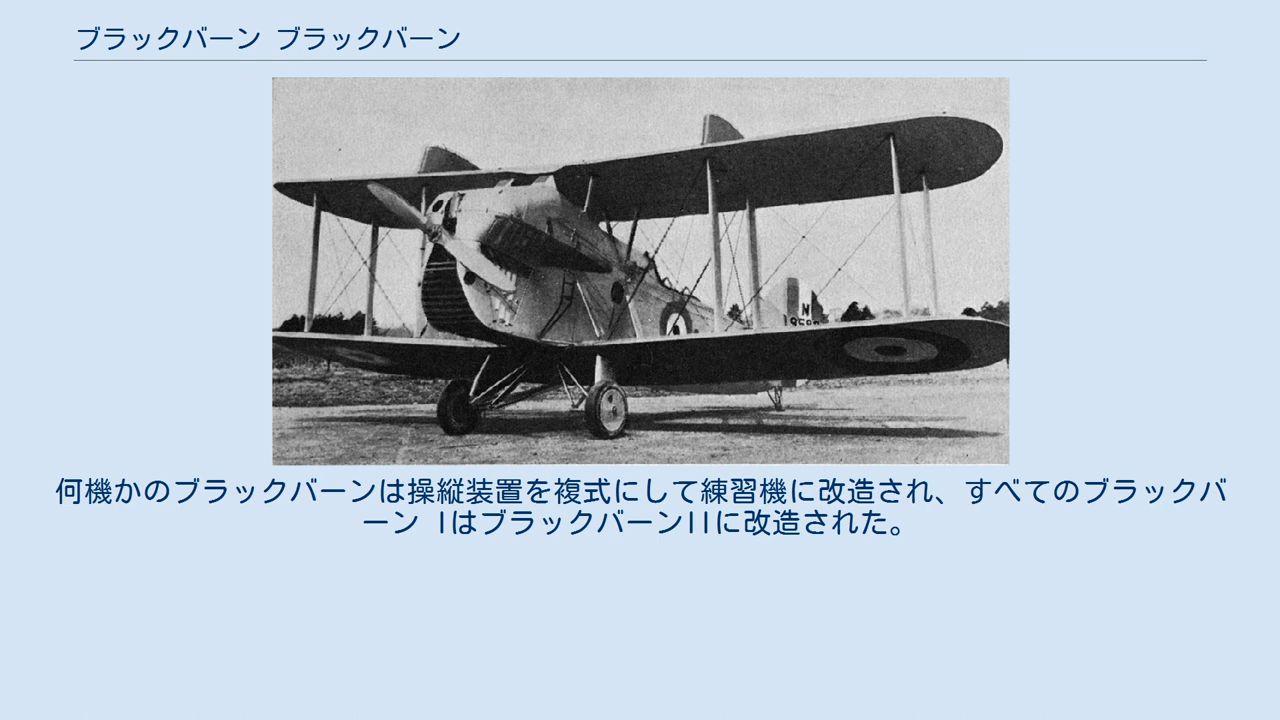 ブラックバーン ブラックバーン
N
何機かのブラックバーンは操縦装置を複式にして練習機に改造され、すべてのブラックバ
ーン IはブラックバーンIIに改造された。